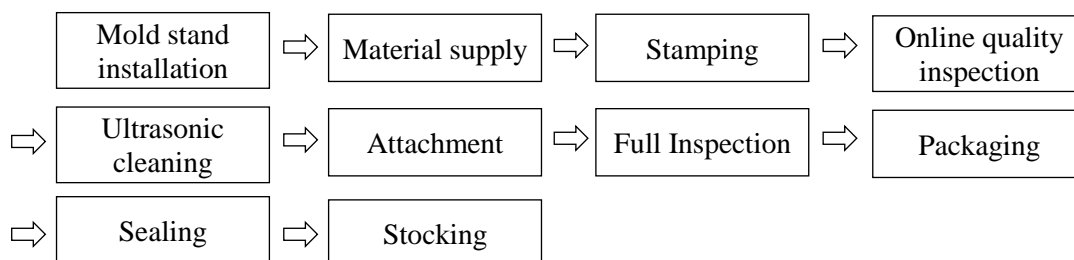 Mold stand
installation
Material supply
Stamping
Online quality
inspection
Ultrasonic
cleaning
Attachment
Full Inspection
Packaging
Sealing
Stocking